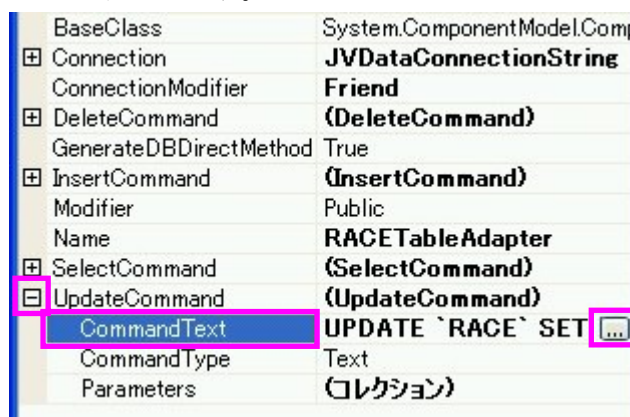 BaseClass System.ComponentModel.Comp
Connection JVDataConnectionString
ConnectionModifier Friend
DeleteCommand (DeleteCommand)
GenerateDBDirectMethod True
InsertCommand (InsertCommand)
Modifier Public
Name RACETableAdapter
SelectCommand (SelectCommand)
UpdateCommand (UpdateCommand)
CommandText UPDATE `RACE` SET ...
CommandType Text
Parameters (コレクション)